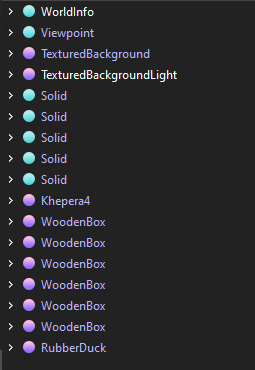 WorldInfo
Viewpoint
TexturedBackground
TexturedBackgroundLight
Solid
Solid
Solid
Solid
Solid
Khepera4
WoodenBox
WoodenBox
WoodenBox
WoodenBox
WoodenBox
WoodenBox
RubberDuck